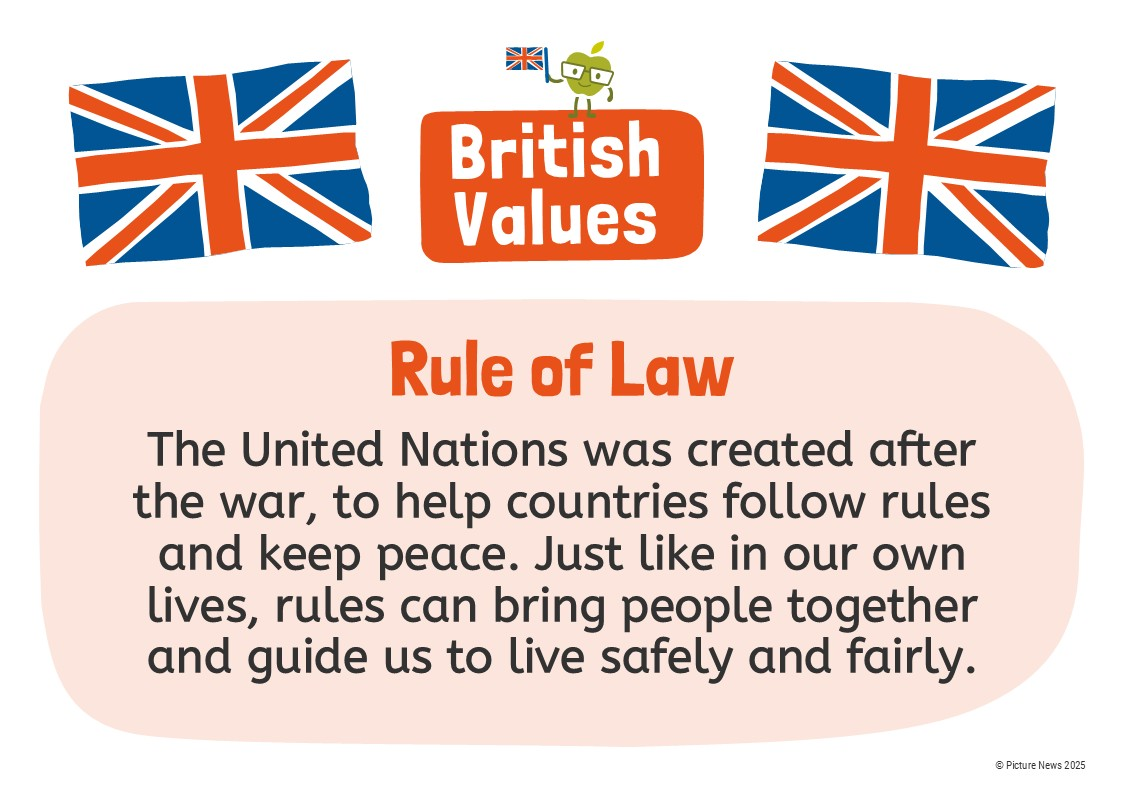 British
Values
Rule of Law
The United Nations was created after
the war, to help countries follow rules
and keep peace. Just like in our own
lives, rules can bring people together
and guide us to live safely and fairly.
© Picture News 2025